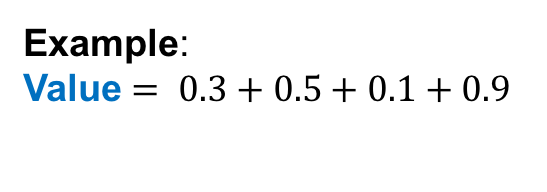 Example:
Value = 0.3 + 0.5 + 0.1 + 0.9